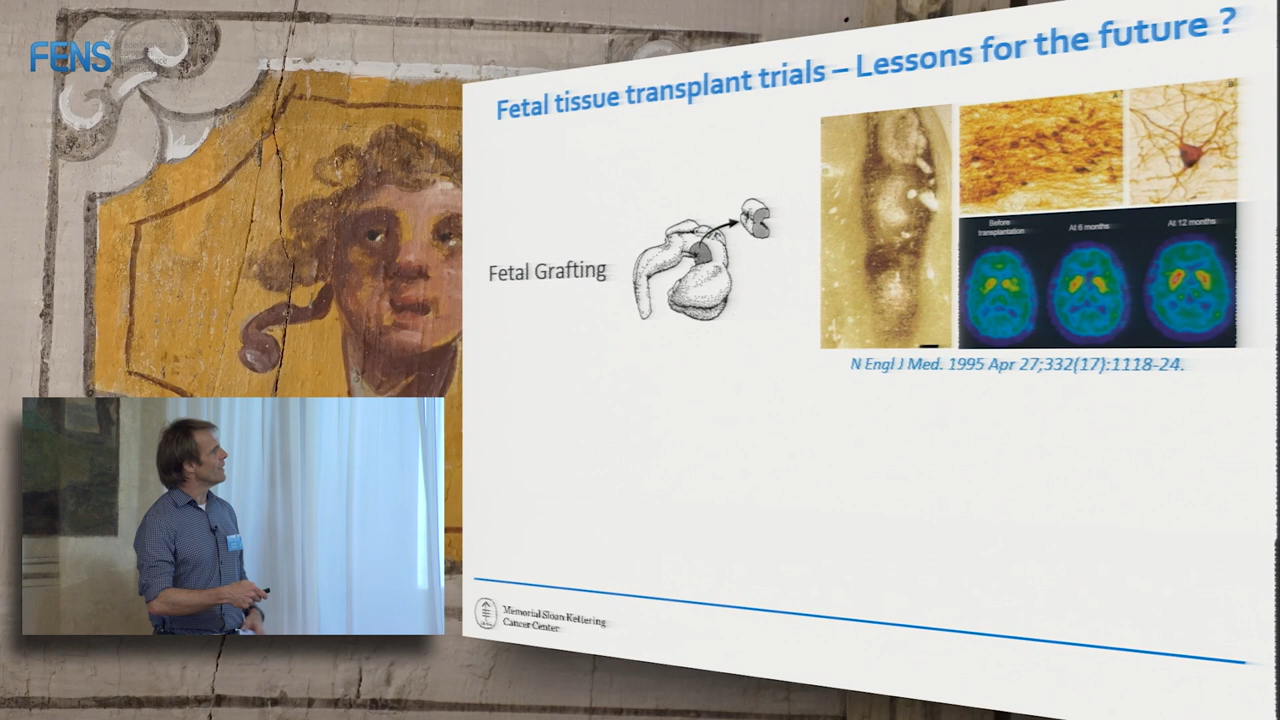 FENS
Fetal tissue transplant trials – Lessons for the future ?
Fetal Grafting
A
B
Before
transplantation
At 6 months
At 12 months
N Engl J Med. 1995 Apr 27;332(17):1118-24.
Memorial Sloan Kettering
Cancer Center